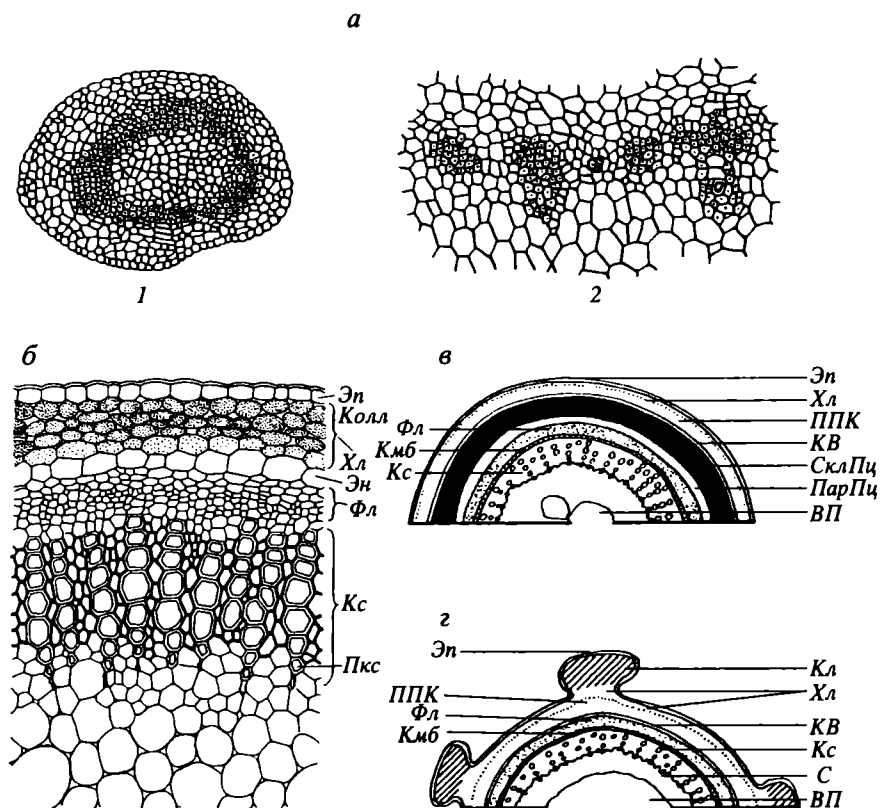 а
1
2
б
Эп
Колл
Хл
Эн
Фл
Кс
Пкс
в
Эп
Хл
ППК
КВ
СклПц
ПарПц
ВП
Фл
Кмб
Кс
г
Эп
ППК
Фл
Кмб
Кл
Хл
КВ
Кс
С
ВП